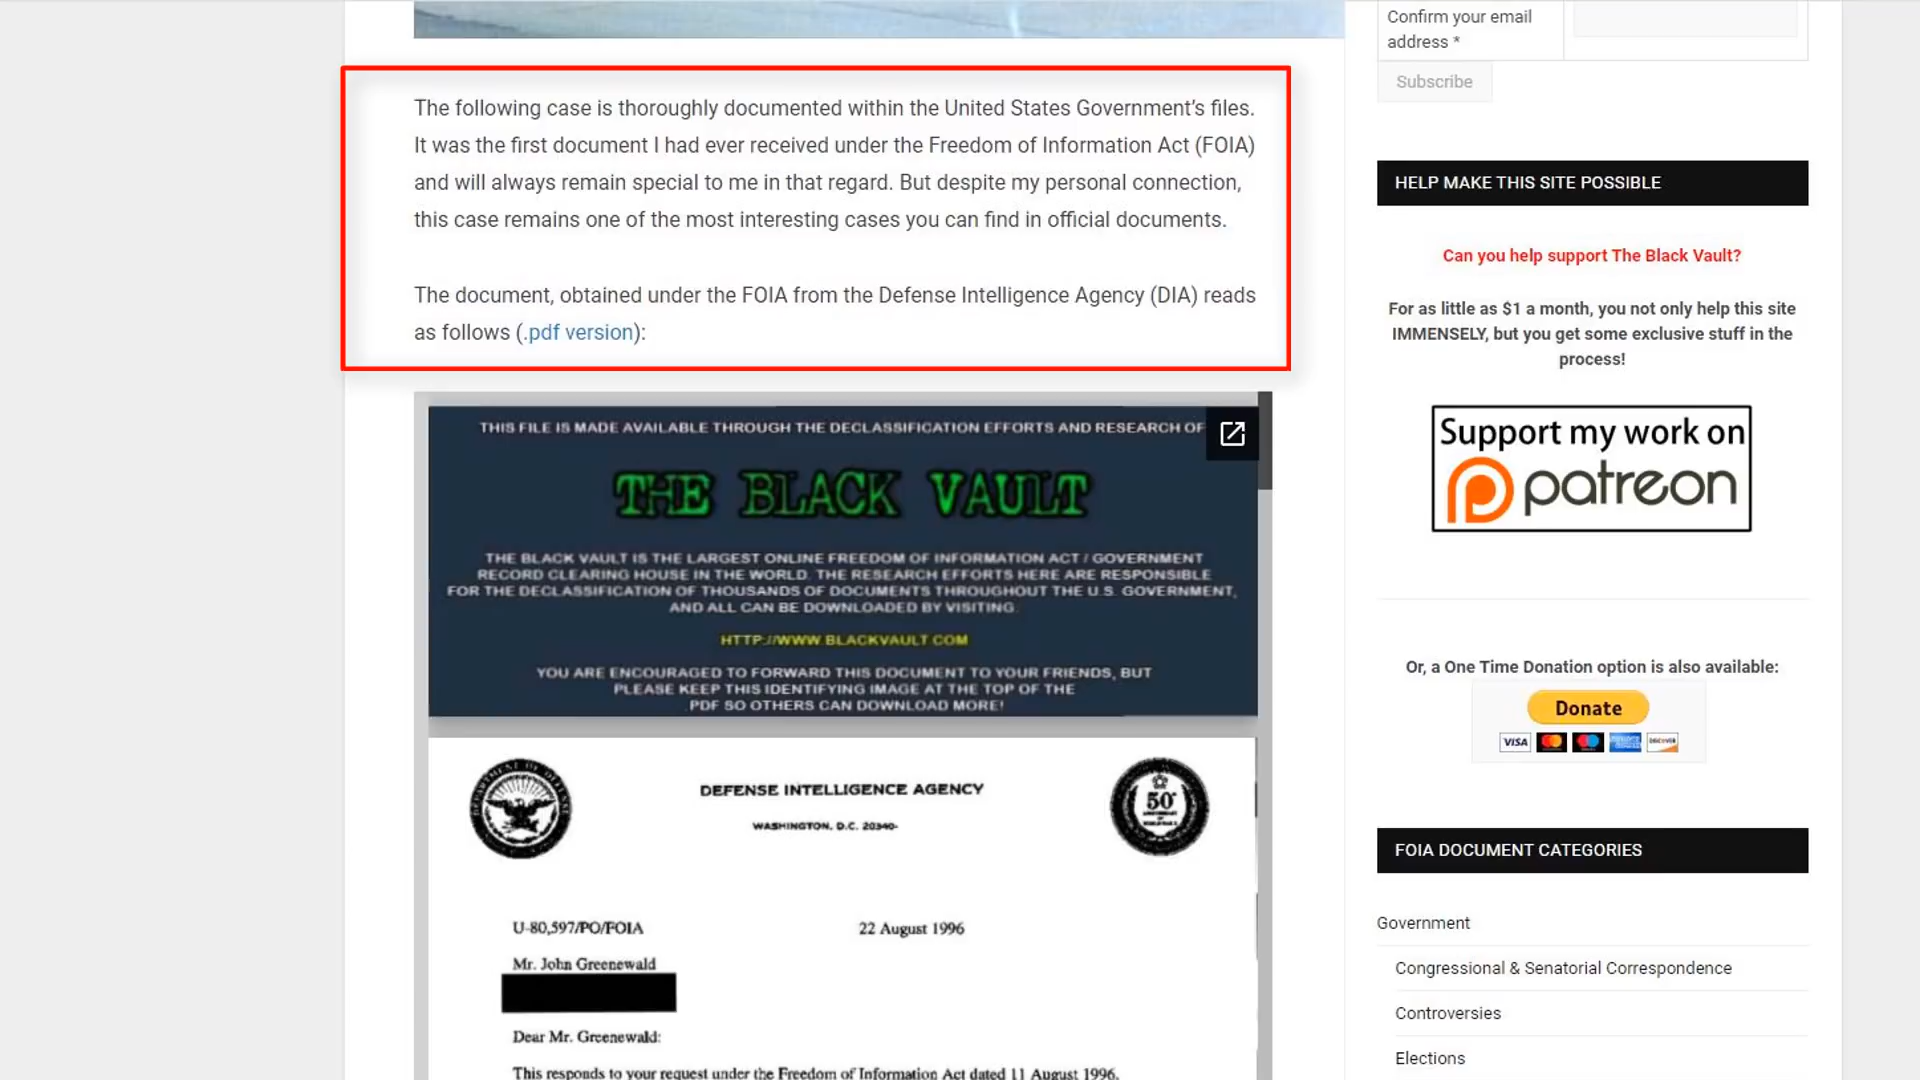 The following case is thoroughly documented within the United States Government’s files.
It was the first document I had ever received under the Freedom of Information Act (FOIA)
and will always remain special to me in that regard. But despite my personal connection,
this case remains one of the most interesting cases you can find in official documents.
The document, obtained under the FOIA from the Defense Intelligence Agency (DIA) reads
as follows (.pdf version):
THIS FILE IS MADE AVAILABLE THROUGH THE DECLASSIFICATION EFFORTS AND RESEARCH OF
THE BLACK VAULT
THE BLACK VAULT IS THE LARGEST ONLINE FREEDOM OF INFORMATION ACT / GOVERNMENT
RECORD CLEARING HOUSE IN THE WORLD. THE RESEARCH EFFORTS HERE ARE RESPONSIBLE
FOR THE DECLASSIFICATION OF THOUSANDS OF DOCUMENTS THROUGHOUT THE U.S. GOVERNMENT,
AND ALL CAN BE DOWNLOADED BY VISITING:
HTTP://WWW.BLACKVAULT.COM
YOU ARE ENCOURAGED TO FORWARD THIS DOCUMENT TO YOUR FRIENDS, BUT
PLEASE KEEP THIS IDENTIFYING IMAGE AT THE TOP OF THE
.PDF SO OTHERS CAN DOWNLOAD MORE!
DEFENSE INTELLIGENCE AGENCY
WASHINGTON, D.C. 20340-
50
U-80,597/PO/FOIA 22 August 1996
Mr. John Greenewald
Dear Mr. Greenewald:
This responds to your request under the Freedom of Information Act dated 11 August 1996.
Confirm your email
address *
Subscribe
HELP MAKE THIS SITE POSSIBLE
Can you help support The Black Vault?
For as little as $1 a month, you not only help this site
IMMENSELY, but you get some exclusive stuff in the
process!
Support my work on
patreon
Or, a One Time Donation option is also available:
Donate
VISA
DISCOVER
FOIA DOCUMENT CATEGORIES
Government
Congressional & Senatorial Correspondence
Controversies
Elections